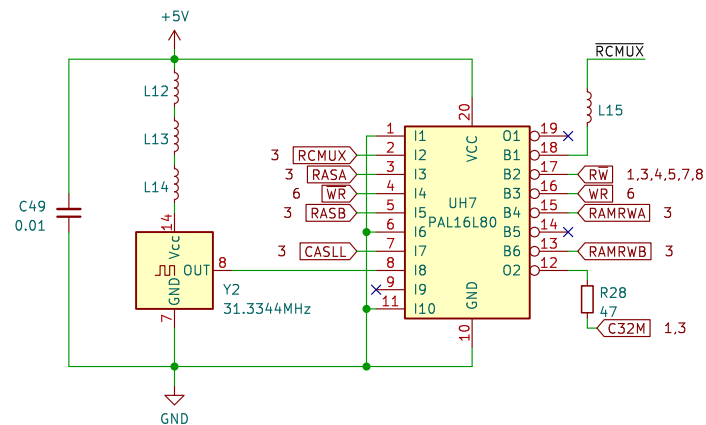 +5V
RCMUX
L12
L13
L14
L15
C49
0.01
14
Vcc
OUT
8
GND
7
Y2
31.3344MHz
GND
20
VCC
UH7
PAL16L80
GND
10
1 I1
3 RCMUX 2 I2
3 RASA 3 I3
6 WR 4 I4
3 RASB 5 I5
6 I6
3 CASLL 7 I7
8 I8
9 I9
11 I10
O1 19
B1 18
B2 17 RW 1,3,4,5,7,8
B3 16 WR 6
B4 15 RAMRWA 3
B5 14
B6 13 RAMRWB 3
O2 12
R28
47
C32M 1,3